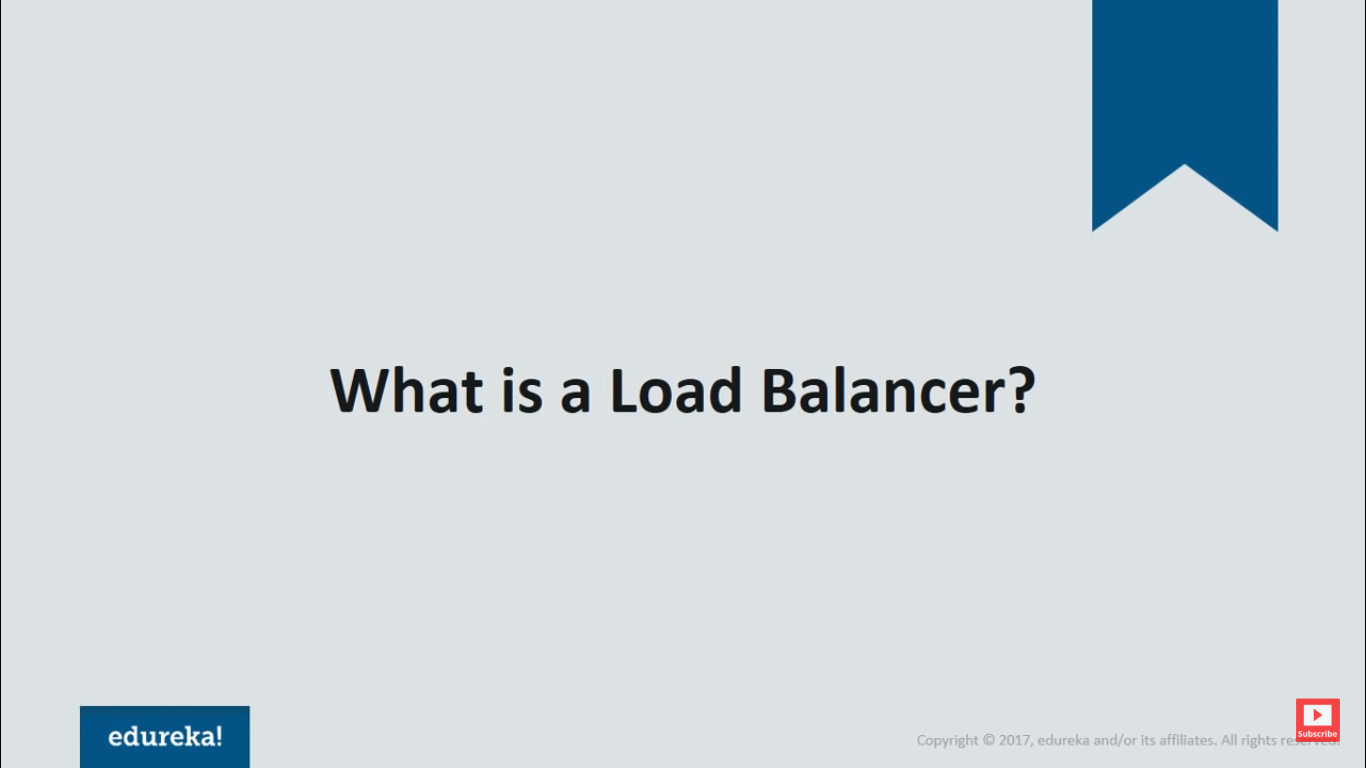 What is a Load Balancer?
edureka!
Subscribe
Copyright © 2017, edureka and/or its affiliates. All rights reserved.